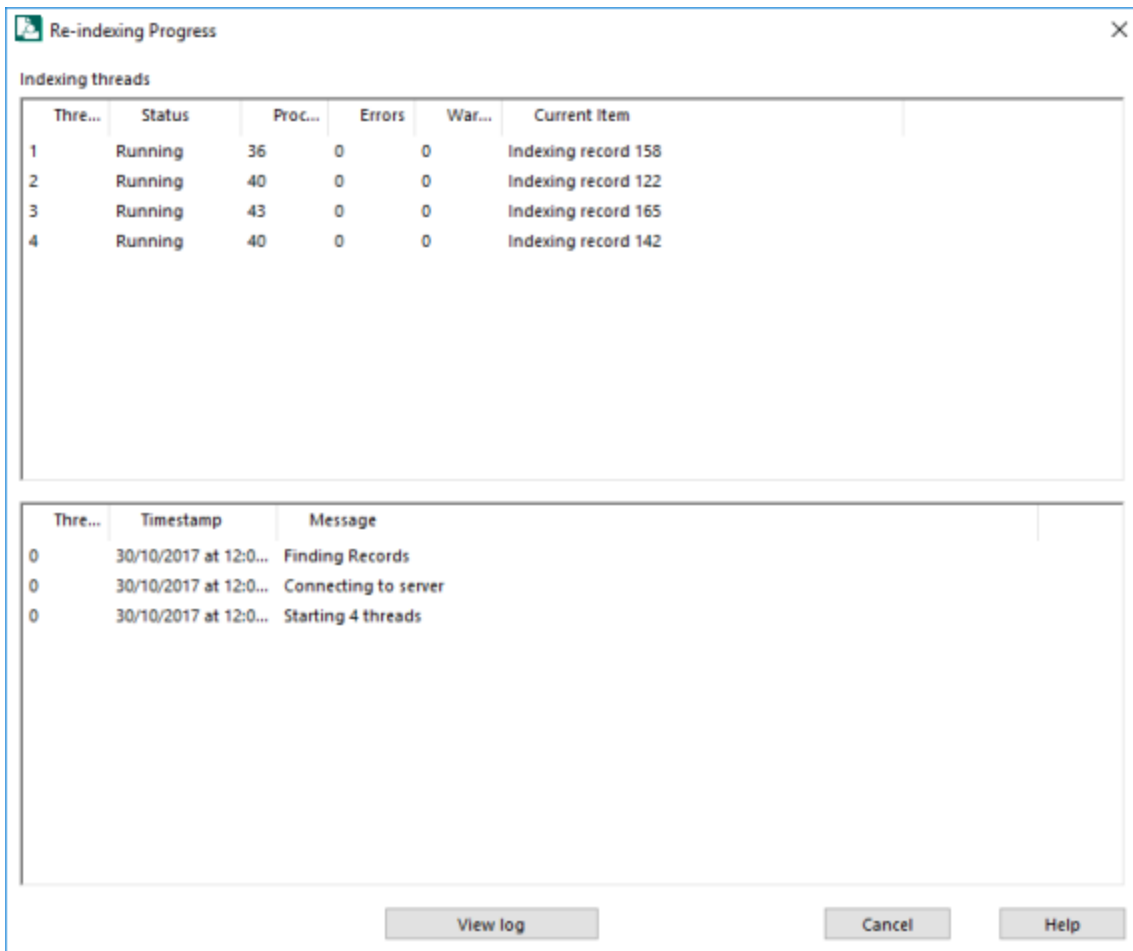 Re-indexing Progress
Indexing threads
Thre... Status Proc... Errors War... Current Item
1 Running 36 0 0 Indexing record 158
2 Running 40 0 0 Indexing record 122
3 Running 43 0 0 Indexing record 165
4 Running 40 0 0 Indexing record 142
Thre... Timestamp Message
0 30/10/2017 at 12:0... Finding Records
0 30/10/2017 at 12:0... Connecting to server
0 30/10/2017 at 12:0... Starting 4 threads
View log Cancel Help